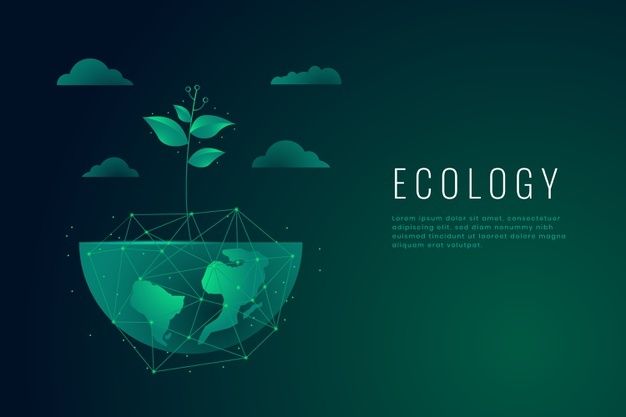 ECOLOGY
lorem ipsum dolor sit amet, consectetuer
adipiscing elit, sed diam nonummy nibh
euismod tincidunt ut laoreet dolore magna
aliquam erat volutpat.